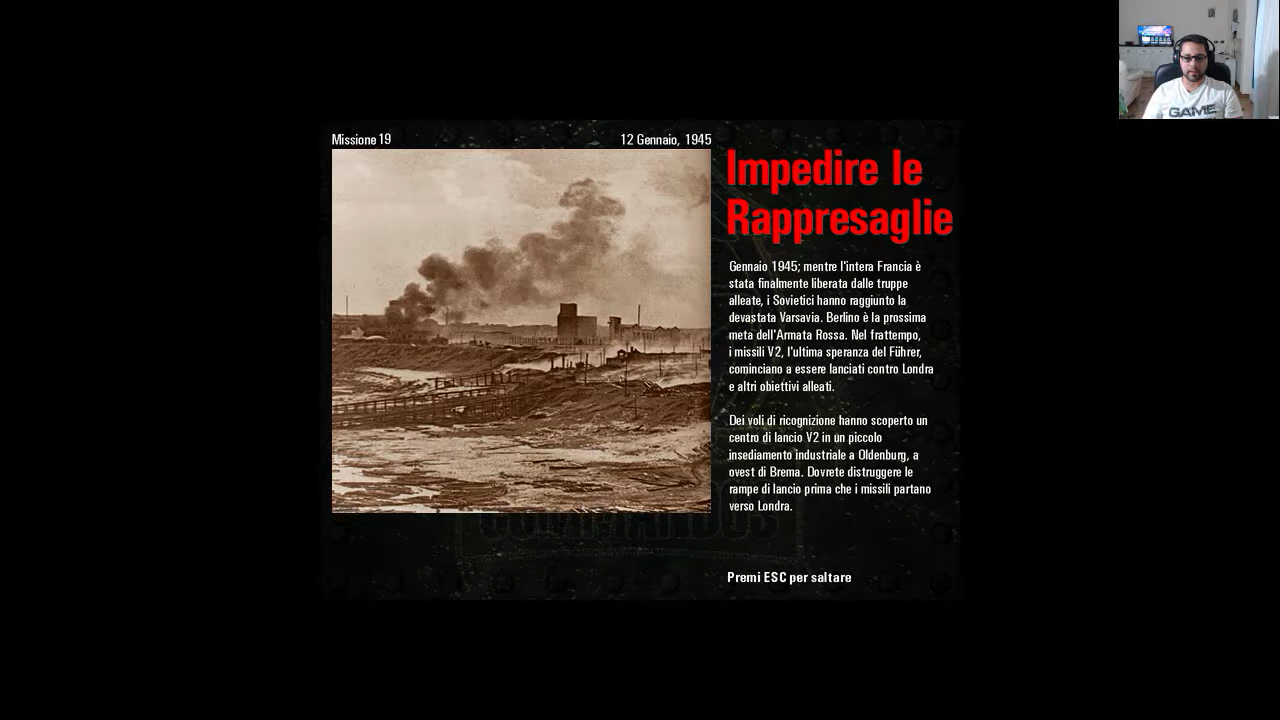 Missione 19
12 Gennaio, 1945
Impedire le
Rappresaglie
Gennaio 1945; mentre l'intera Francia è
stata finalmente liberata dalle truppe
alleate, i Sovietici hanno raggiunto la
devastata Varsavia. Berlino è la prossima
meta dell'Armata Rossa. Nel frattempo,
i missili V2, l'ultima speranza del Führer,
cominciano a essere lanciati contro Londra
e altri obiettivi alleati.
Dei voli di ricognizione hanno scoperto un
centro di lancio V2 in un piccolo
insediamento industriale a Oldenburg, a
ovest di Brema. Dovrete distruggere le
rampe di lancio prima che i missili partano
verso Londra.
COMMANDOS
Premi ESC per saltare
GAME